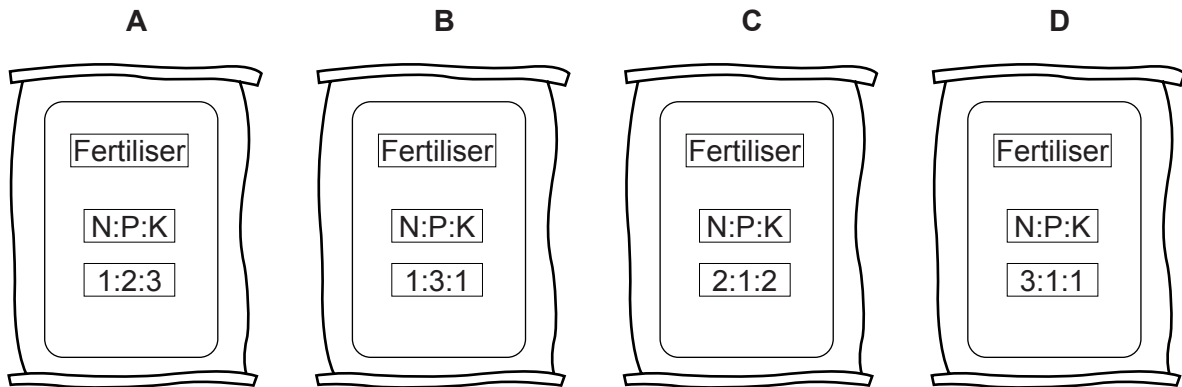 A B C D
Fertiliser Fertiliser Fertiliser Fertiliser
N:P:K N:P:K N:P:K N:P:K
1:2:3 1:3:1 2:1:2 3:1:1